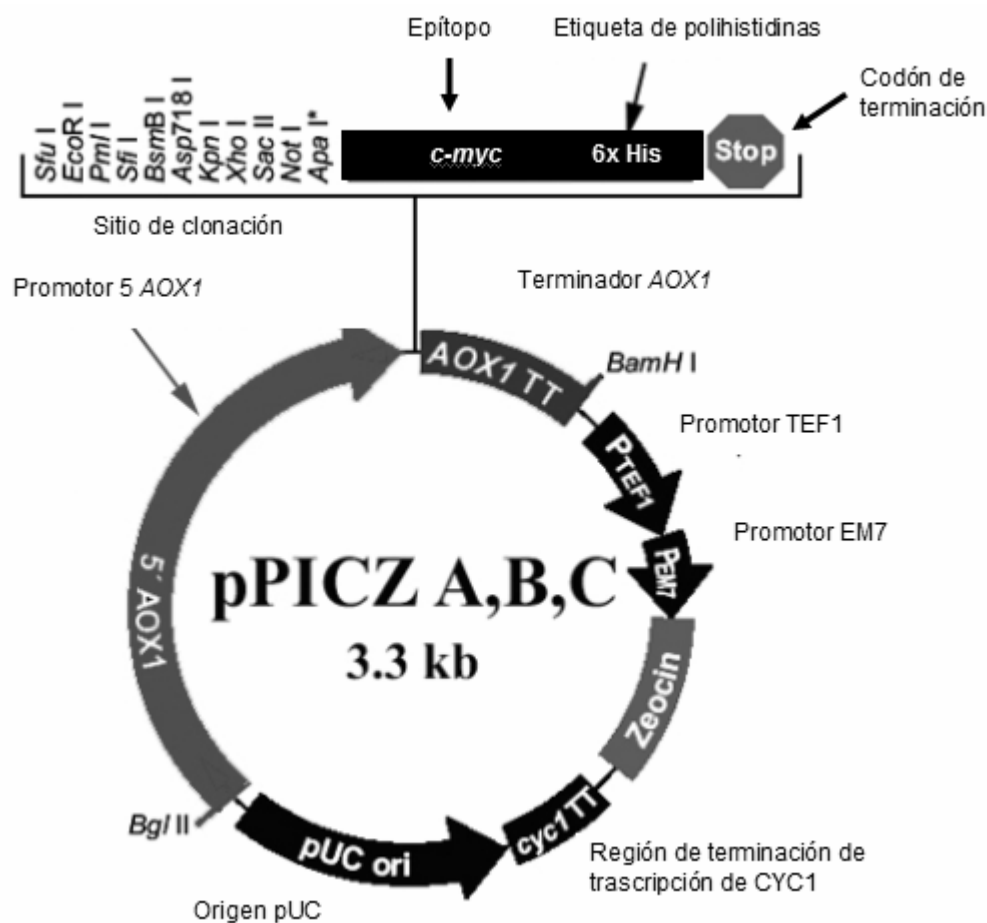 Epítopo
Etiqueta de polihistidinas
Codón de
terminación
Sfu I
EcoR I
Pml I
Sfi I
BsmB I
Asp718 I
Kpn I
Xho I
Sac II
Not I
Apa I*
c-myc
6x His
Stop
Sitio de clonación
Promotor 5 AOX1
Terminador AOX1
AOX1 TT
BamH I
Promotor TEF1
PTEF1
Promotor EM7
PEM7
5´ AOX1
pPICZ A,B,C
3.3 kb
Zeocin
Bgl II
pUC ori
cyc1 TT
Región de terminación de
trascripción de CYC1
Origen pUC